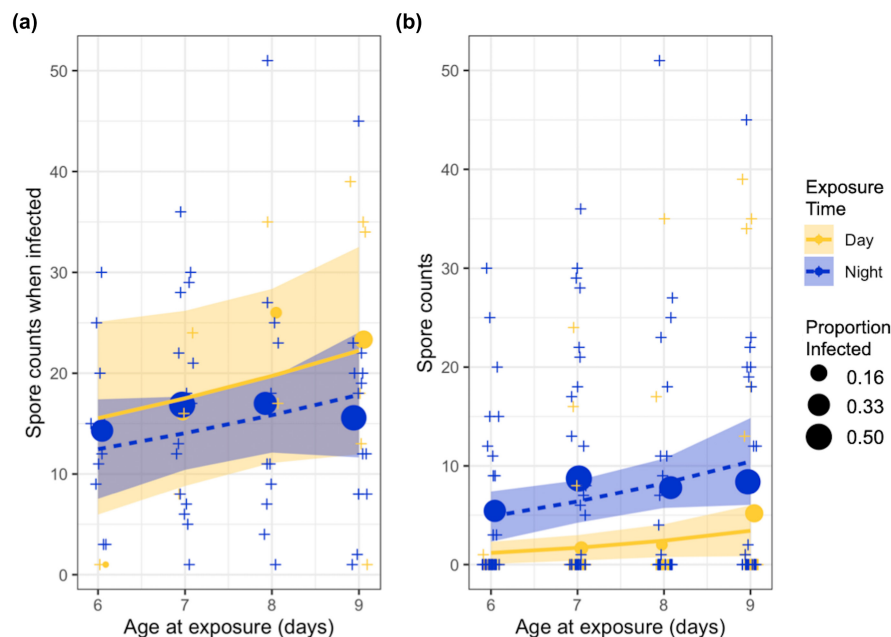 (a)
(b)
50
40
30
20
10
0
6
7
8
9
Spore counts when infected
Age at exposure (days)
50
40
30
20
10
0
6
7
8
9
Spore counts
Age at exposure (days)
Exposure
Time
Day
Night
Proportion
Infected
0.16
0.33
0.50